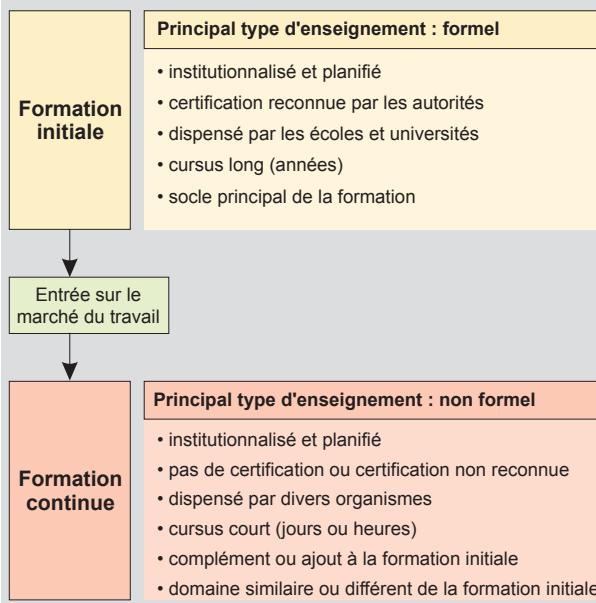 Formation
initiale
Principal type d'enseignement : formel
• institutionnalisé et planifié
• certification reconnue par les autorités
• dispensé par les écoles et universités
• cursus long (années)
• socle principal de la formation
Entrée sur le
marché du travail
Formation
continue
Principal type d'enseignement : non formel
• institutionnalisé et planifié
• pas de certification ou certification non reconnue
• dispensé par divers organismes
• cursus court (jours ou heures)
• complément ou ajout à la formation initiale
• domaine similaire ou différent de la formation initiale